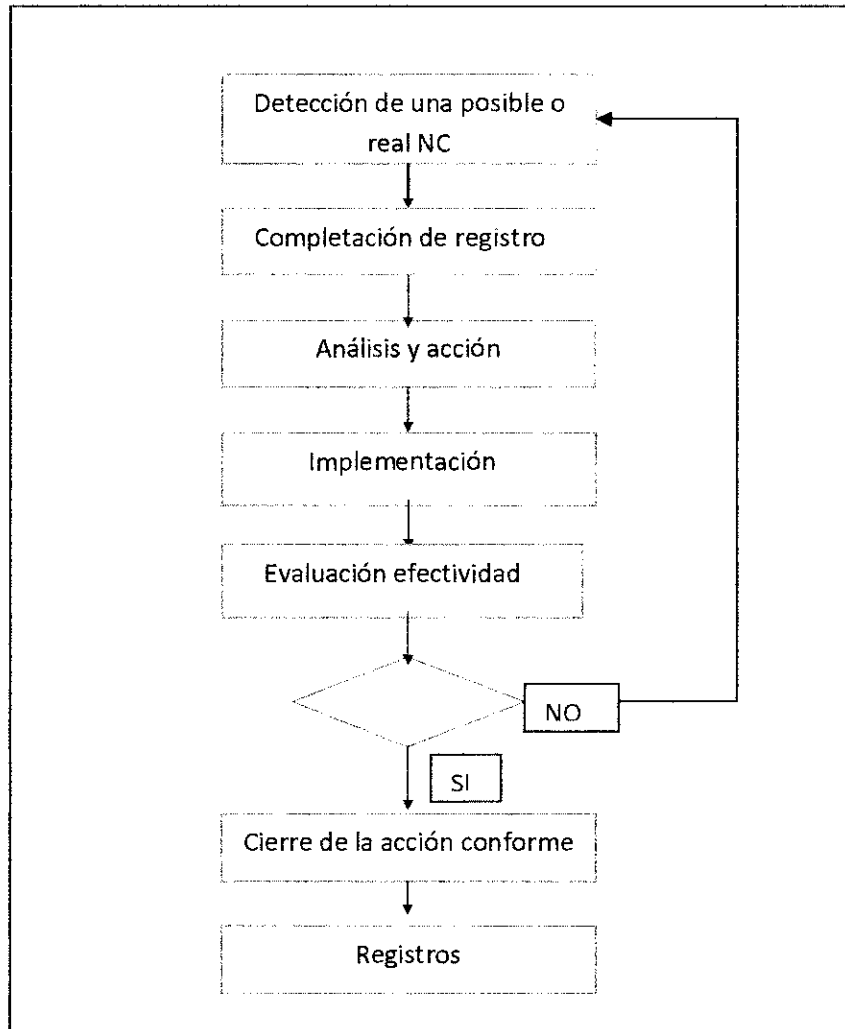 Detección de una posible o
real NC
Completación de registro
Análisis y acción
Implementación
Evaluación efectividad
NO
SI
Cierre de la acción conforme
Registros